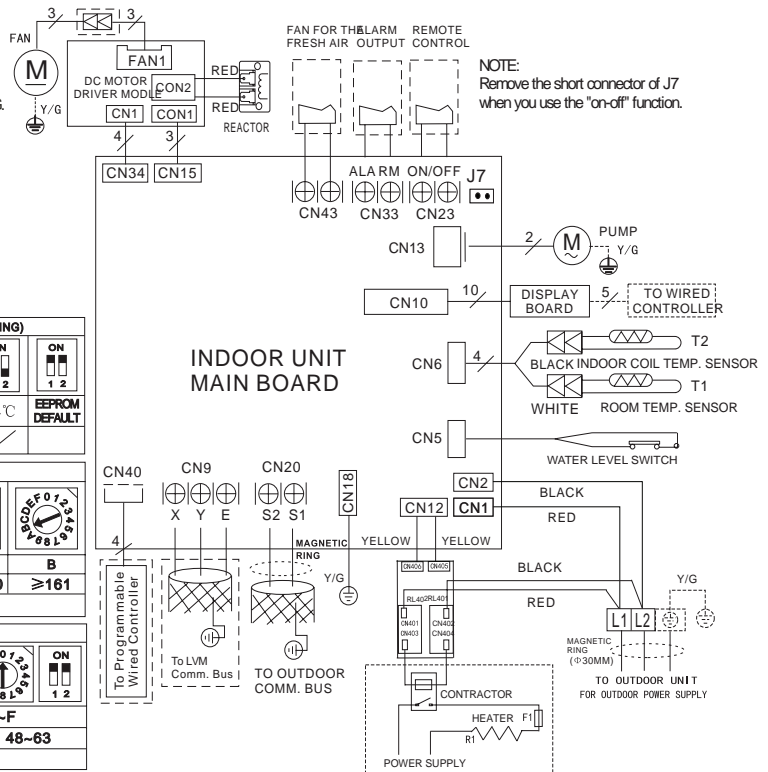 3
3
FAN
M
FAN1
DC MOTOR
DRIVER MODLE
CON2
RED
RED
REACTOR
G.
Y/G
CN1
CON1
4
3
FAN FOR THE
FRESH AIR
ALARM
OUTPUT
REMOTE
CONTROL
NOTE:
Remove the short connector of J7
when you use the "on-off" function.
CN34
CN15
ALARM
ON/OFF
J7
CN43
CN33
CN23
CN13
2
M
PUMP
Y/G
CN10
10
DISPLAY
BOARD
5
TO WIRED
CONTROLLER
INDOOR UNIT
MAIN BOARD
CN6
4
T2
BLACK
INDOOR COIL TEMP. SENSOR
T1
WHITE
ROOM TEMP. SENSOR
CN5
WATER LEVEL SWITCH
ING)
N
2
ON
1 2
℃
EEPROM
DEFAULT
B
0
≥161
ON
1 2
~F
48~63
CN40
CN9
CN20
CN18
X
Y
E
S2
S1
4
MAGNETIC
RING
Y/G
To Programmable
Wired Controller
To LVM
Comm. Bus
TO OUTDOOR
COMM. BUS
CN2
CN12
CN1
BLACK
RED
YELLOW
YELLOW
CN406
CN405
BLACK
RL402
RL401
RED
CN401
CN402
CN403
CN404
Y/G
L1
L2
MAGNETIC
RING
(Φ30MM)
TO OUTDOOR UNIT
FOR OUTDOOR POWER SUPPLY
CONTRACTOR
HEATER
F1
R1
POWER SUPPLY